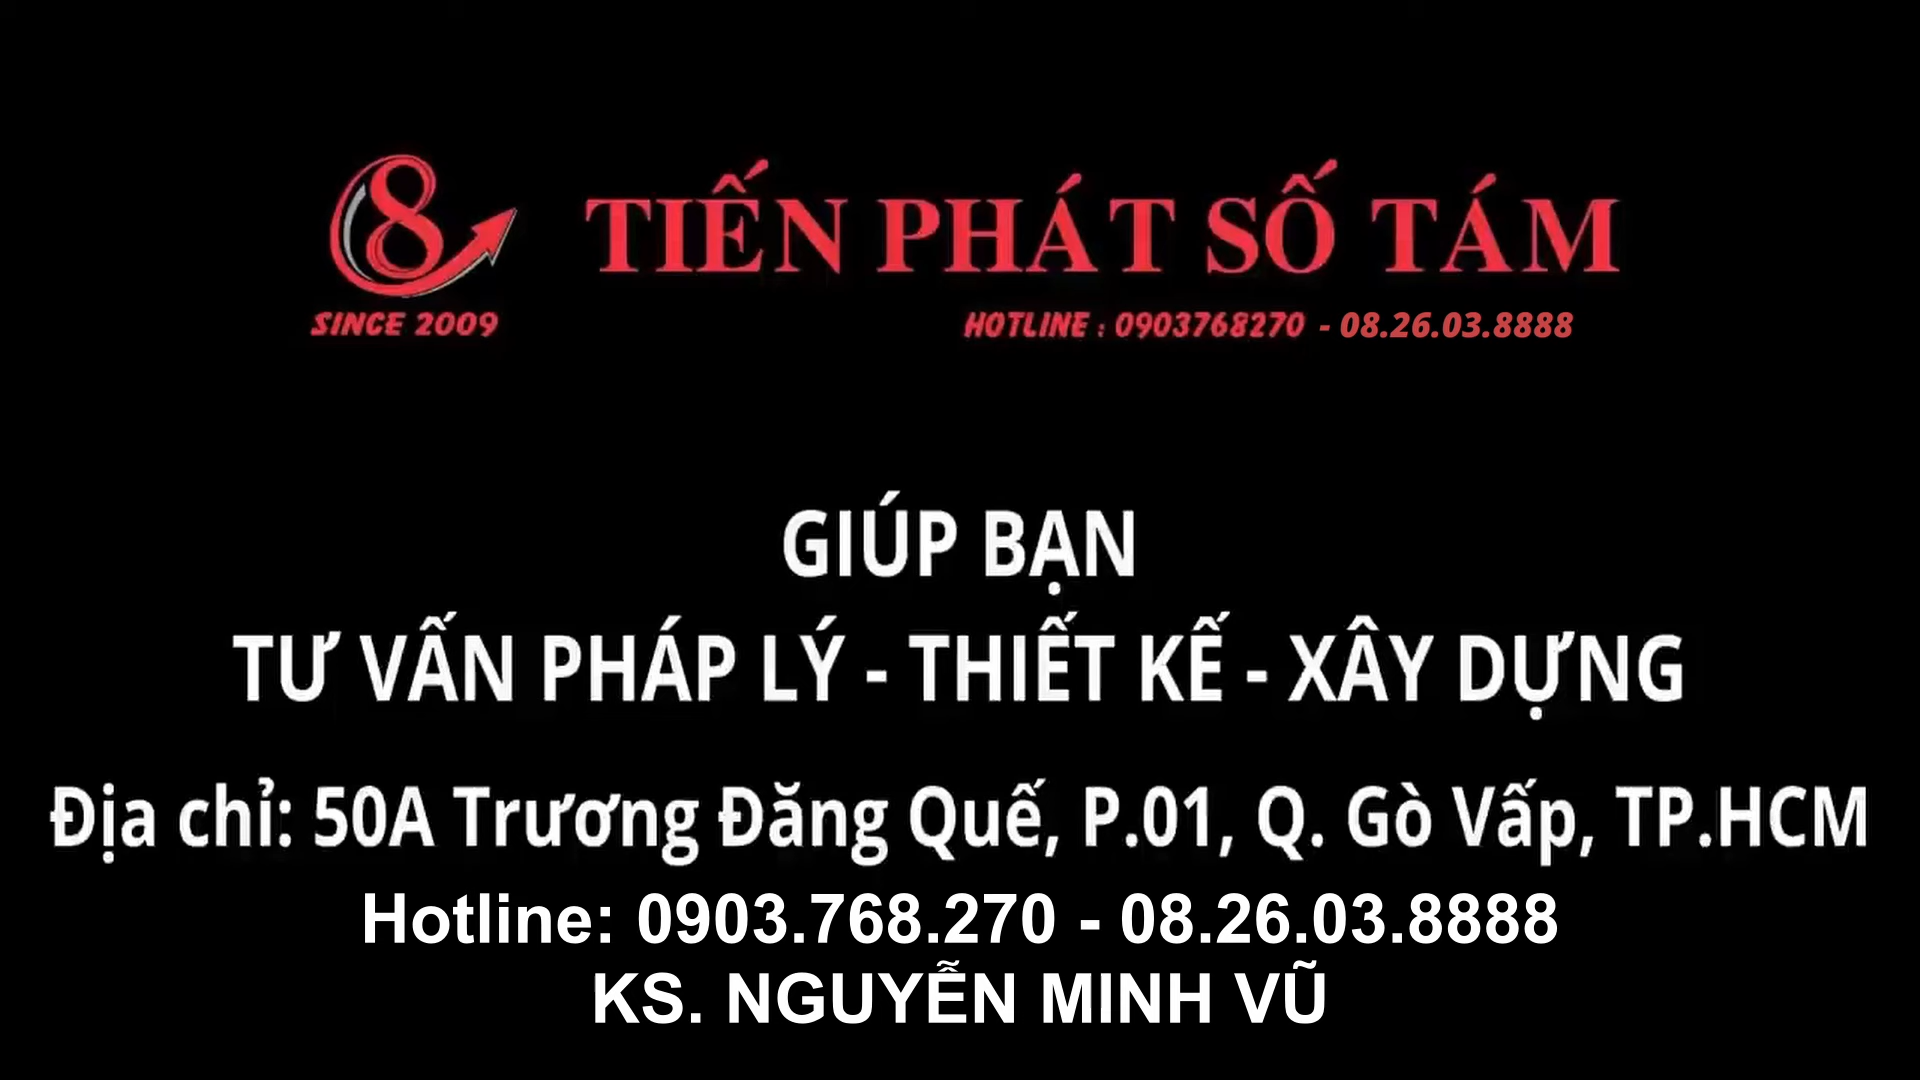 8 TIẾN PHÁT SỐ TÁM
SINCE 2009 HOTLINE : 0903768270 - 08.26.03.8888
GIÚP BẠN
TƯ VẤN PHÁP LÝ - THIẾT KẾ - XÂY DỰNG
Địa chỉ: 50A Trương Đăng Quế, P.01, Q. Gò Vấp, TP.HCM
Hotline: 0903.768.270 - 08.26.03.8888
KS. NGUYỄN MINH VŨ